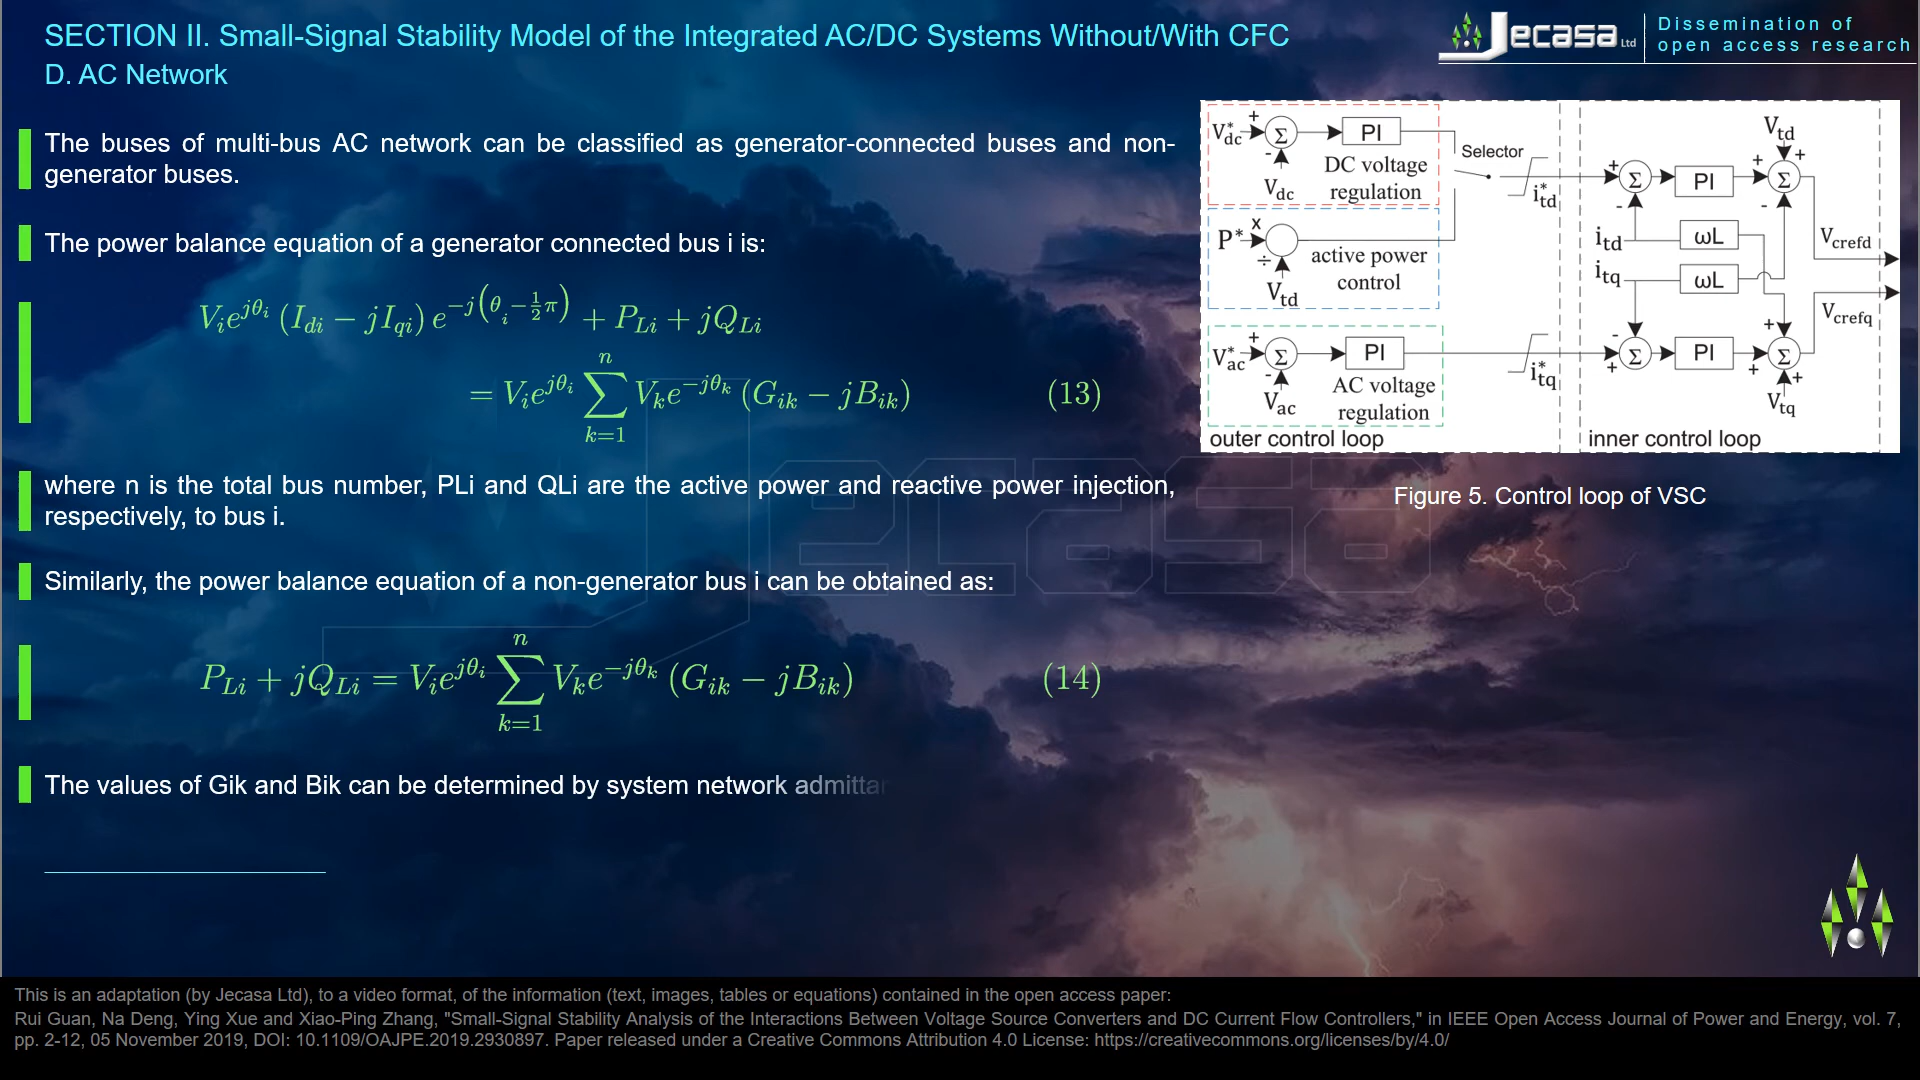 SECTION II. Small-Signal Stability Model of the Integrated AC/DC Systems Without/With CFC
D. AC Network
Jecasa Ltd
Dissemination of
open access research
The buses of multi-bus AC network can be classified as generator-connected buses and non-
generator buses.
The power balance equation of a generator connected bus i is:
V_i e^{jθ_i} (I_{di} − jI_{qi}) e^{−j(θ_i − \frac{1}{2}π)} + P_{Li} + jQ_{Li}
= V_i e^{jθ_i} \sum_{k=1}^{n} V_k e^{−jθ_k} (G_{ik} − jB_{ik}) (13)
where n is the total bus number, PLi and QLi are the active power and reactive power injection,
respectively, to bus i.
Similarly, the power balance equation of a non-generator bus i can be obtained as:
P_{Li} + jQ_{Li} = V_i e^{jθ_i} \sum_{k=1}^{n} V_k e^{−jθ_k} (G_{ik} − jB_{ik}) (14)
The values of Gik and Bik can be determined by system network
V*dc + Σ - PI
DC voltage
regulation
Vdc
Selector
i*td
P* x ÷
active power
control
Vtd
V*ac + Σ - PI
AC voltage
regulation
Vac
i*tq
outer control loop
Vtd
+ Σ - PI + Σ + -
itd ωL
itq ωL
Vcrefd
Vcrefq
- Σ + PI + Σ + +
Vtq
inner control loop
Figure 5. Control loop of VSC
This is an adaptation (by Jecasa Ltd), to a video format, of the information (text, images, tables or equations) contained in the open access paper:
Rui Guan, Na Deng, Ying Xue and Xiao-Ping Zhang, "Small-Signal Stability Analysis of the Interactions Between Voltage Source Converters and DC Current Flow Controllers," in IEEE Open Access Journal of Power and Energy, vol. 7,
pp. 2-12, 05 November 2019, DOI: 10.1109/OAJPE.2019.2930897. Paper released under a Creative Commons Attribution 4.0 License: https://creativecommons.org/licenses/by/4.0/